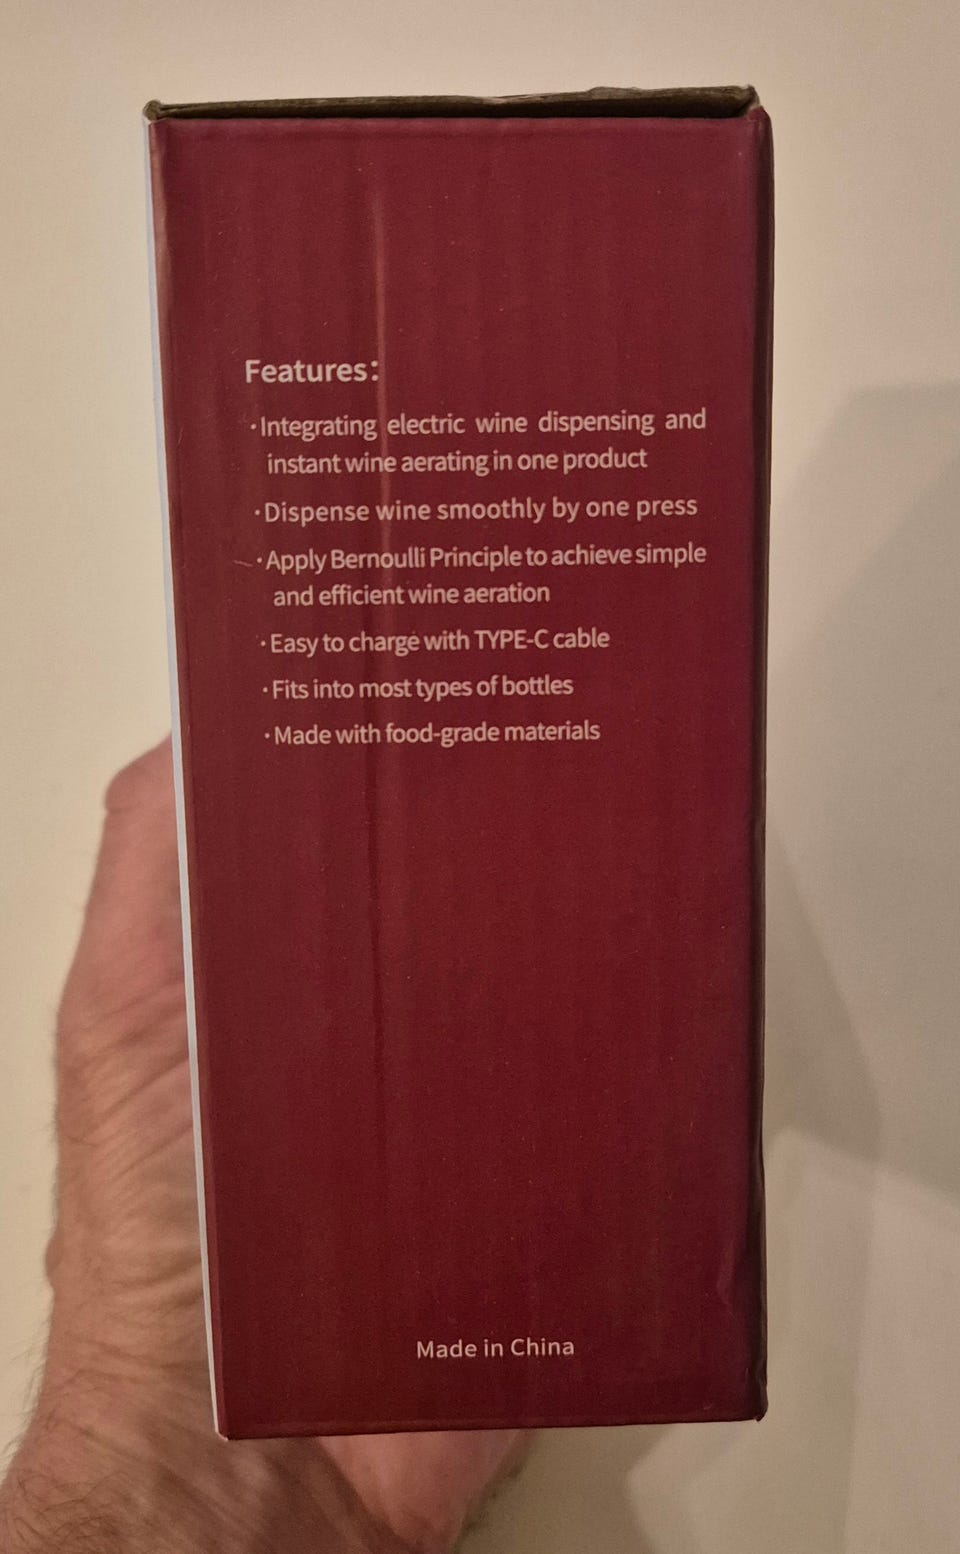 Features:
·Integrating electric wine dispensing and
instant wine aerating in one product
·Dispense wine smoothly by one press
·Apply Bernoulli Principle to achieve simple
and efficient wine aeration
·Easy to charge with TYPE-C cable
·Fits into most types of bottles
·Made with food-grade materials
Made in China